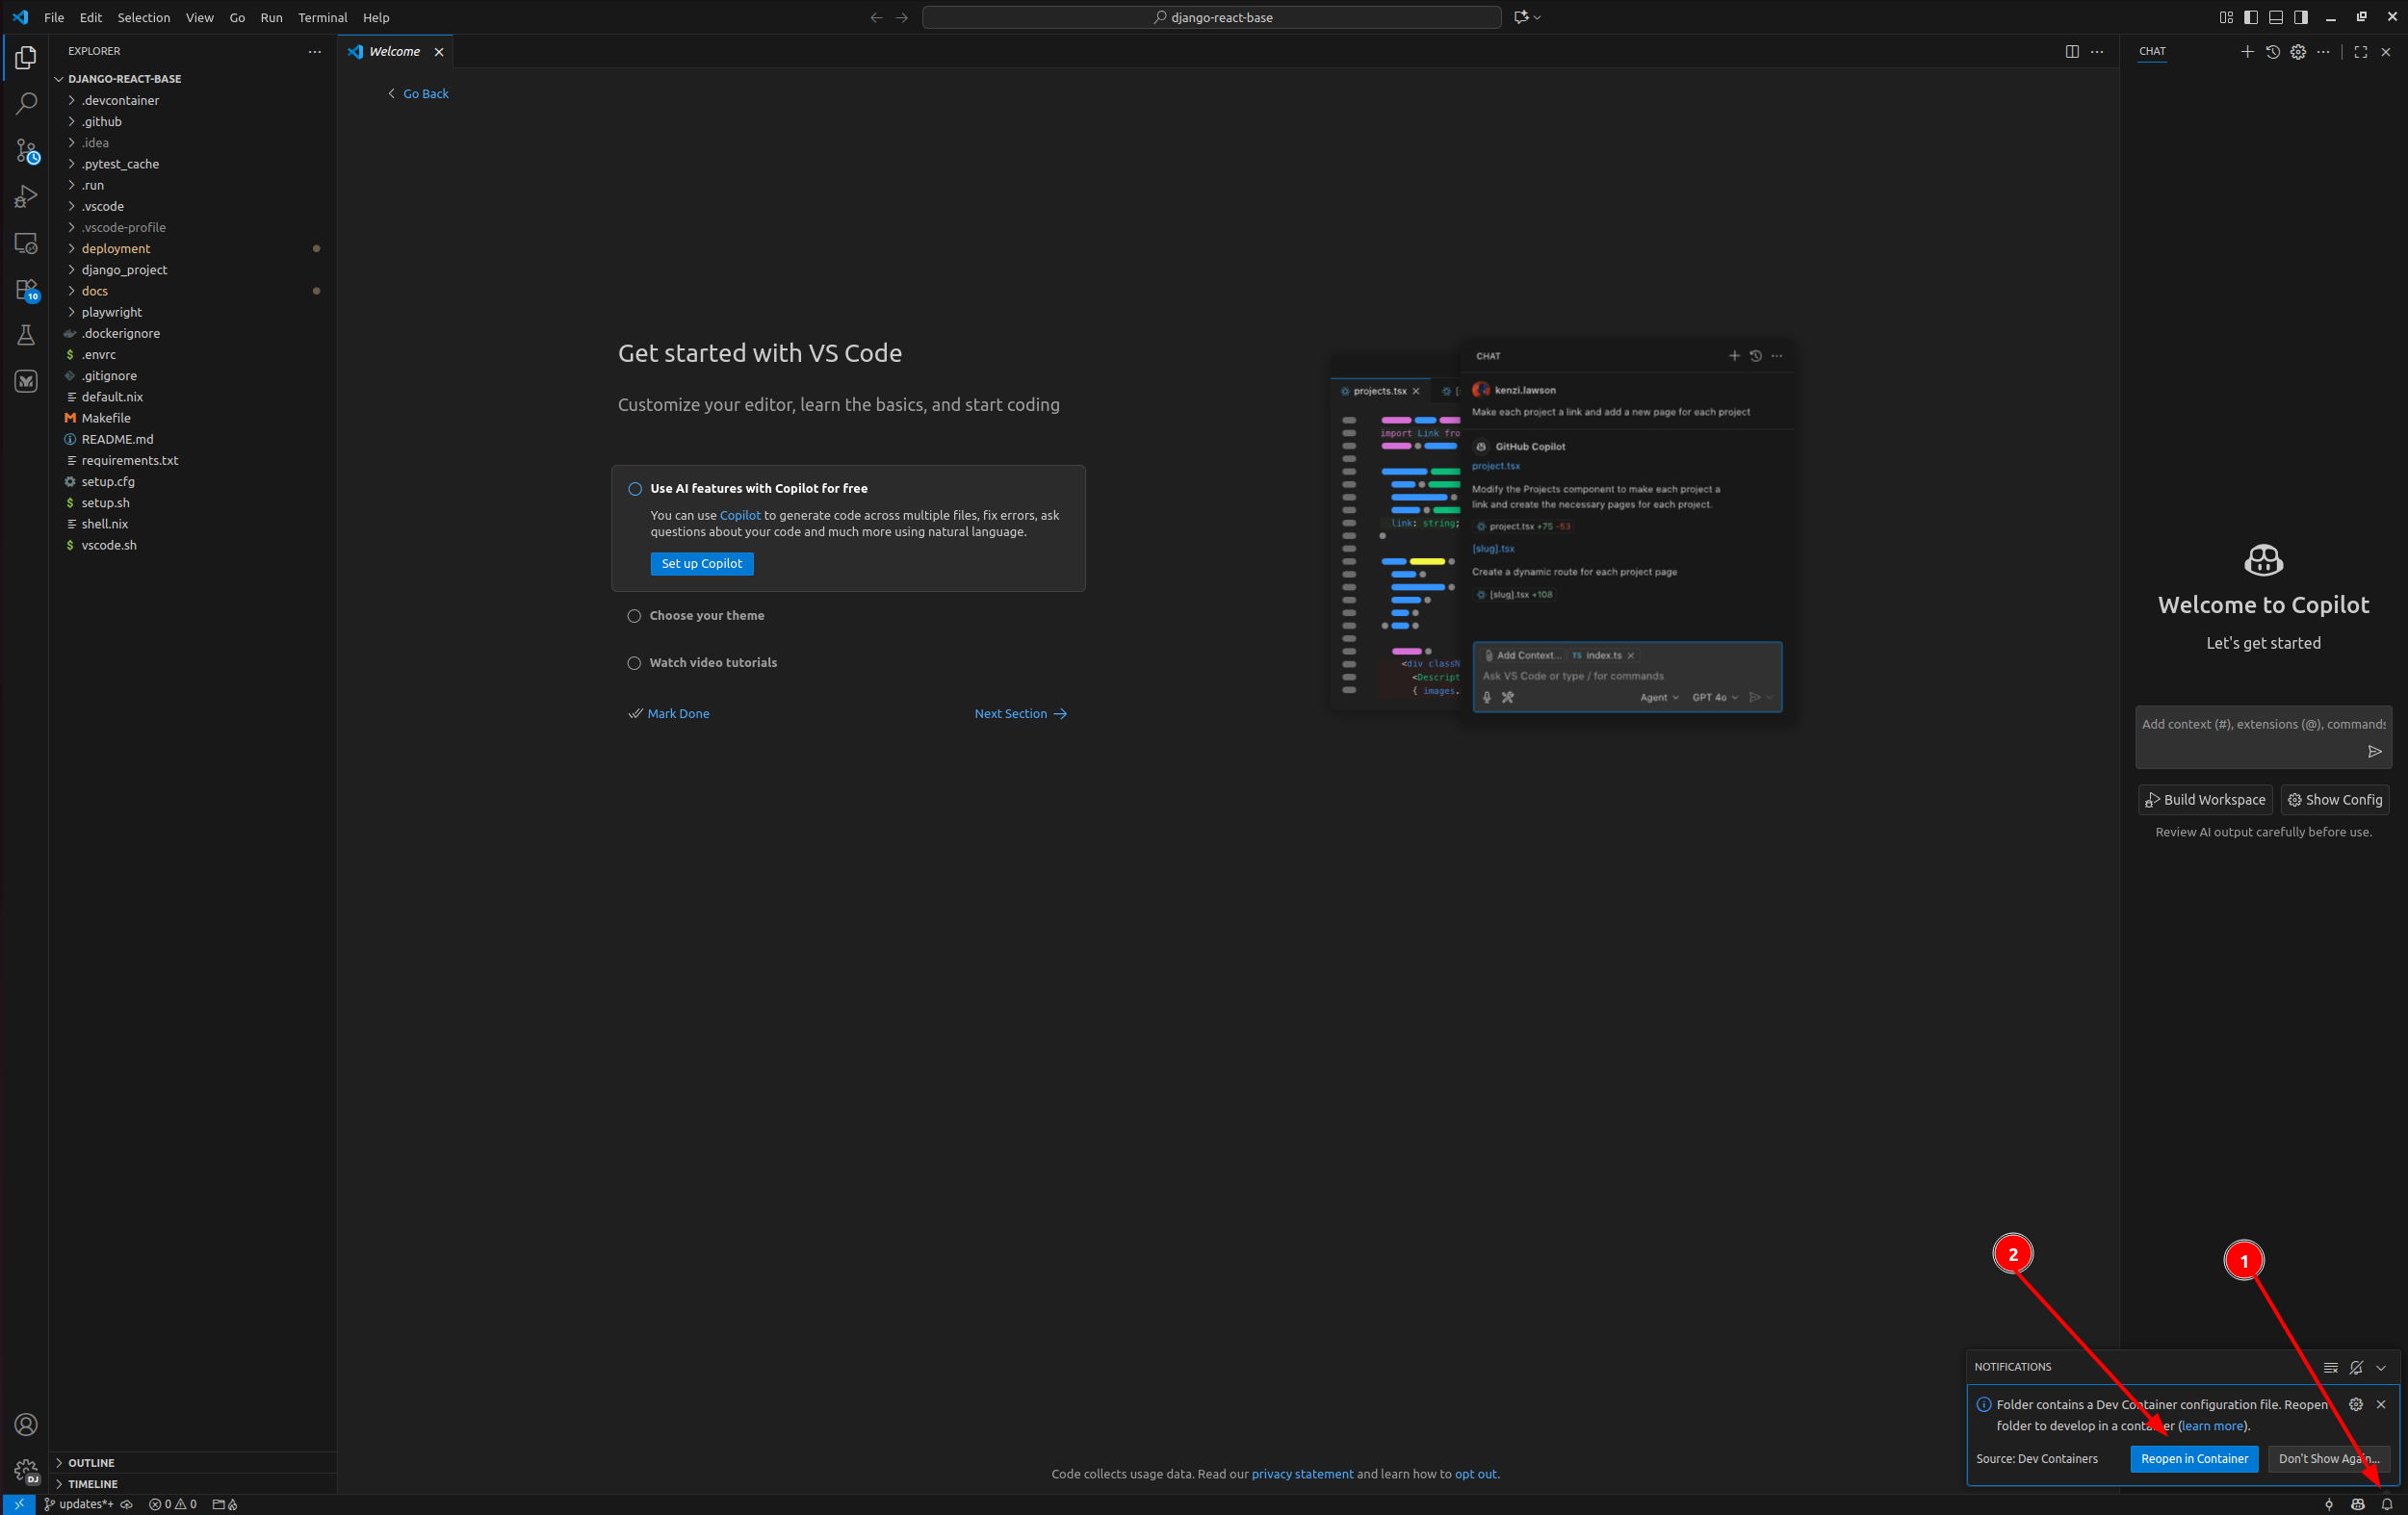 File Edit Selection View Go Run Terminal Help
django-react-base
EXPLORER
DJANGO-REACT-BASE
.devcontainer
.github
.idea
.pytest_cache
.run
.vscode
.vscode-profile
deployment
django_project
docs
playwright
.dockerignore
$ .envrc
.gitignore
default.nix
M Makefile
README.md
requirements.txt
setup.cfg
$ setup.sh
shell.nix
$ vscode.sh
10
OUTLINE
TIMELINE
DJ
Welcome
Go Back
Get started with VS Code
Customize your editor, learn the basics, and start coding
Use AI features with Copilot for free
You can use Copilot to generate code across multiple files, fix errors, ask
questions about your code and much more using natural language.
Set up Copilot
Choose your theme
Watch video tutorials
Mark Done
Next Section
projects.tsx
import Link fro
link: string;
<div classN
<Descript
{ images.
CHAT
kenzi.lawson
Make each project a link and add a new page for each project
GitHub Copilot
project.tsx
Modify the Projects component to make each project a
link and create the necessary pages for each project.
project.tsx +75 -53
[slug].tsx
Create a dynamic route for each project page
[slug].tsx +108
Add Context... TS index.ts
Ask VS Code or type / for commands
Agent GPT 4o
Code collects usage data. Read our privacy statement and learn how to opt out.
CHAT
Welcome to Copilot
Let's get started
Add context (#), extensions (@), commands
Build Workspace Show Config
Review AI output carefully before use.
2
1
NOTIFICATIONS
Folder contains a Dev Container configuration file. Reopen
folder to develop in a container (learn more).
Source: Dev Containers
Reopen in Container
Don't Show Again...
updates*+ 0 0